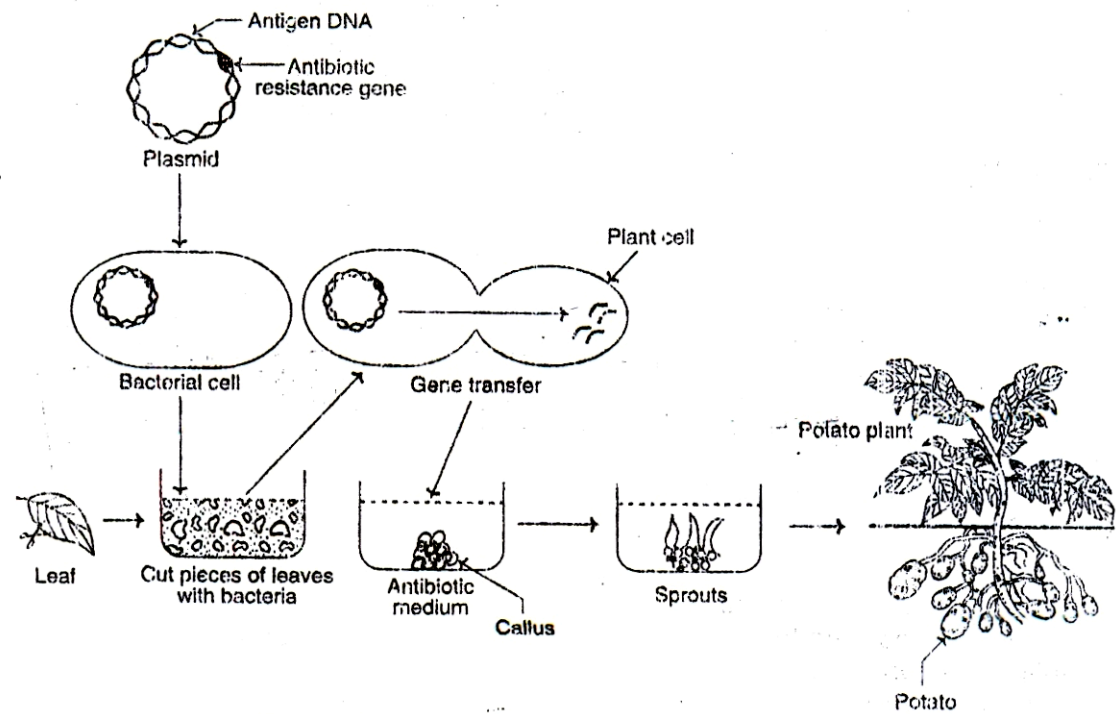 Antigen DNA
Antibiotic
resistance gene
Plasmid
Plant cell
Bacterial cell
Gene transfer
Potato plant
Leaf
Cut pieces of leaves
with bacteria
Antibiotic
medium
Callus
Sprouts
Potato